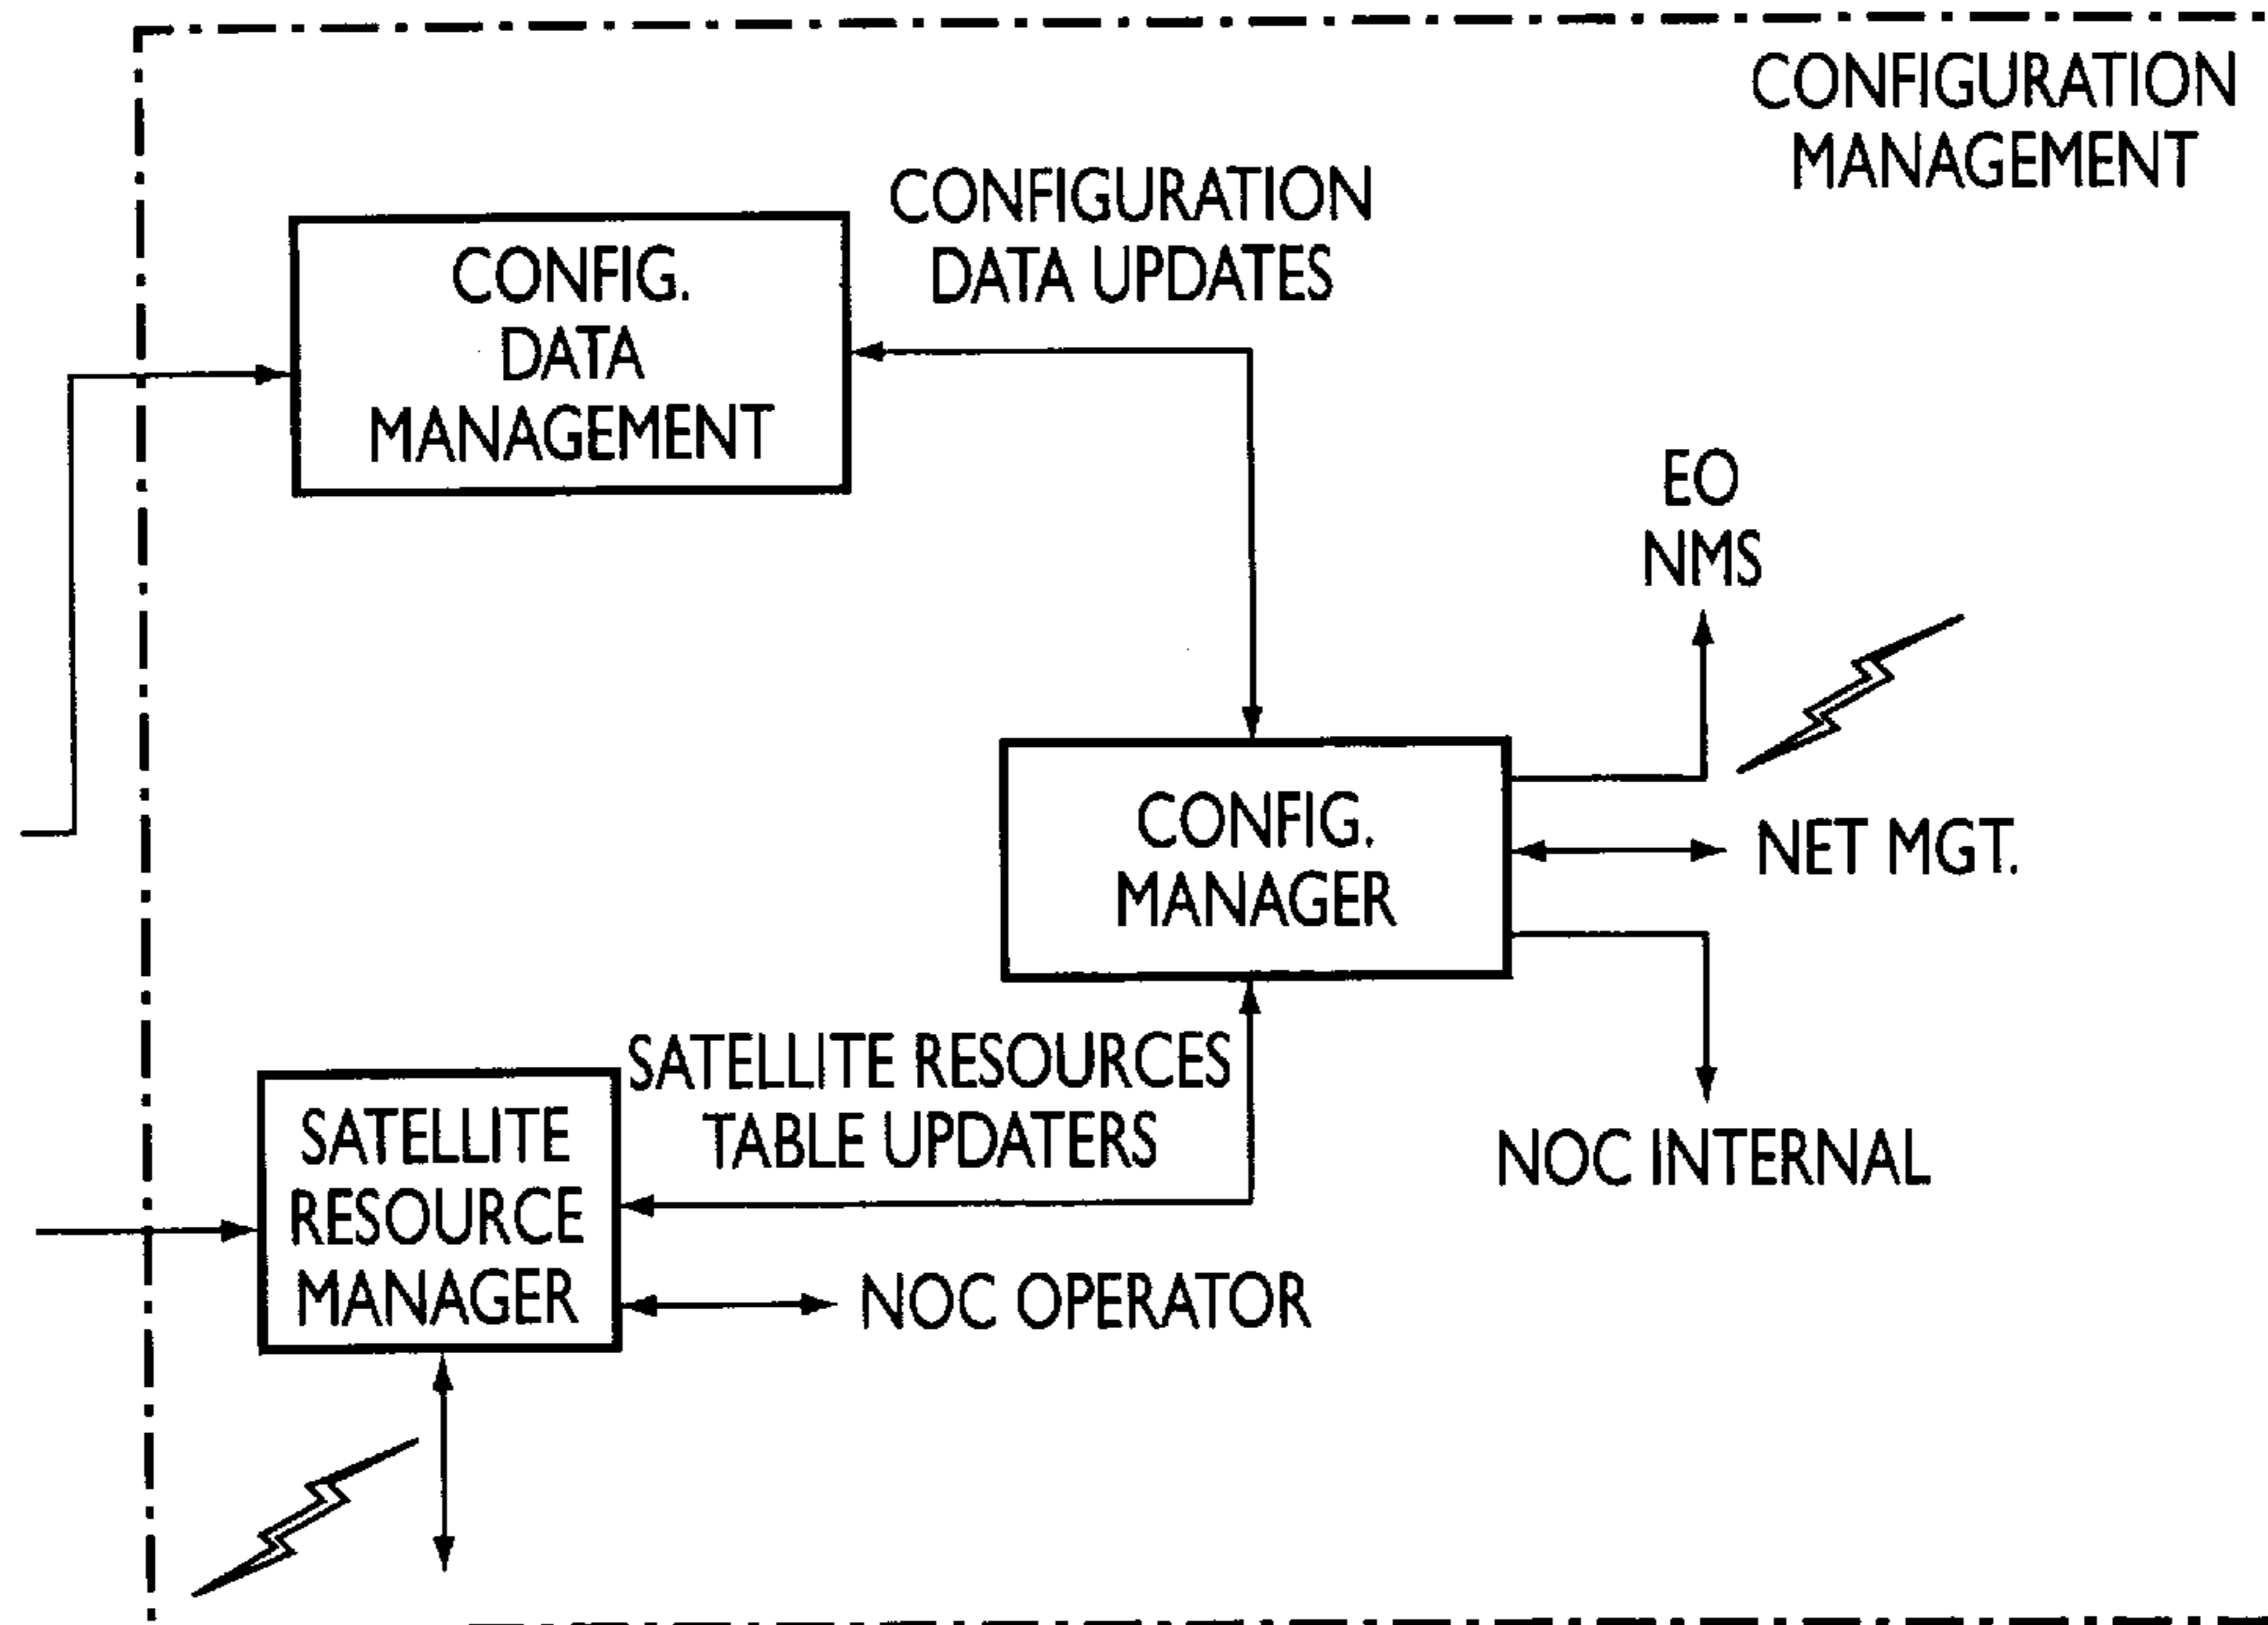 CONFIGURATION
MANAGEMENT
CONFIGURATION
DATA UPDATES
CONFIG.
DATA
MANAGEMENT
EO
NMS
CONFIG.
MANAGER
NET MGT.
SATELLITE RESOURCES
TABLE UPDATERS
SATELLITE
RESOURCE
MANAGER
NOC INTERNAL
NOC OPERATOR